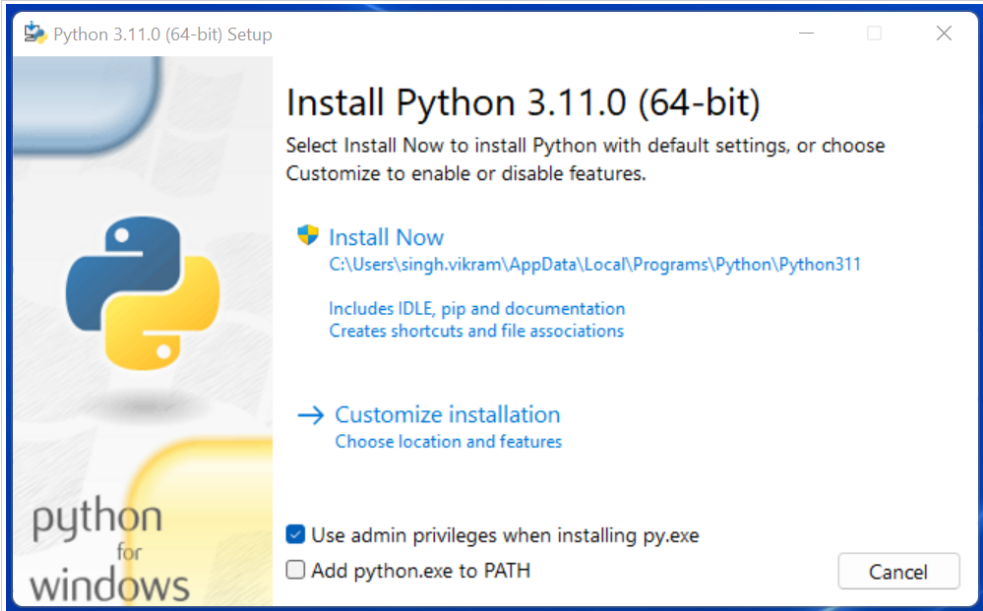 Python 3.11.0 (64-bit) Setup
Install Python 3.11.0 (64-bit)
Select Install Now to install Python with default settings, or choose
Customize to enable or disable features.
Install Now
C:\Users\singh.vikram\AppData\Local\Programs\Python\Python311
Includes IDLE, pip and documentation
Creates shortcuts and file associations
Customize installation
Choose location and features
python
for
windows
Use admin privileges when installing py.exe
Add python.exe to PATH
Cancel